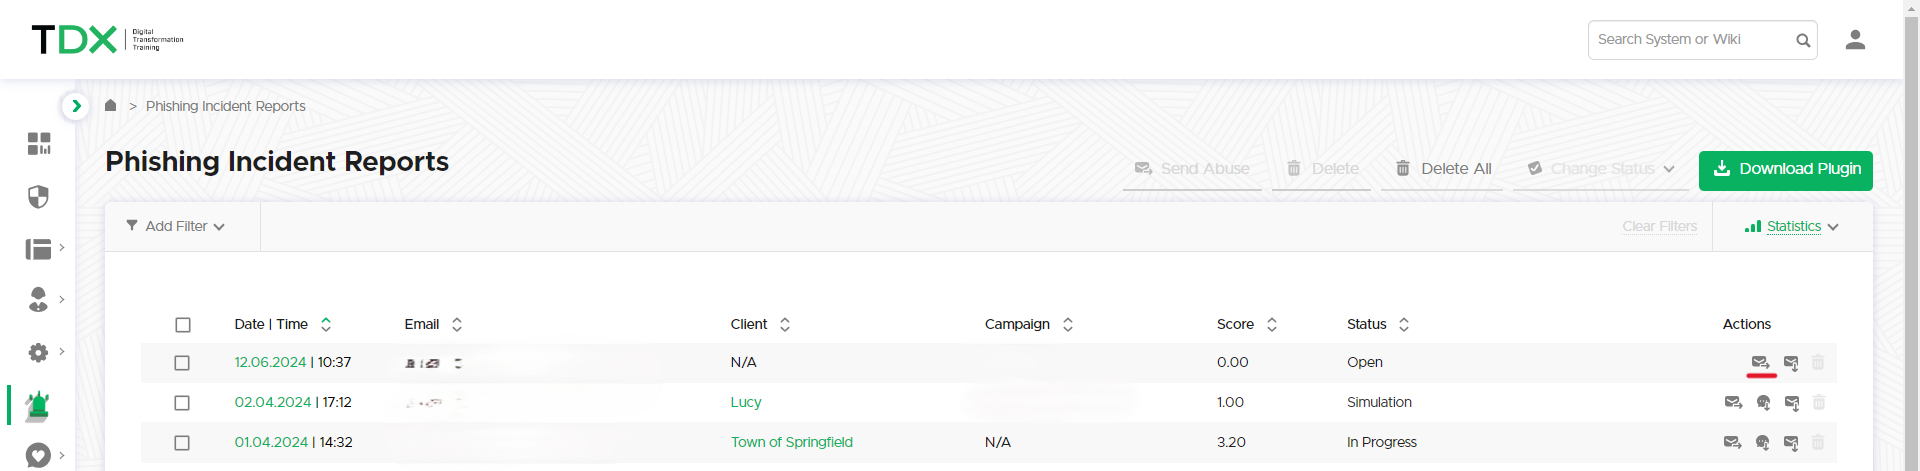 TDX Digital
Transformation
Training
Search System or Wiki
> Phishing Incident Reports
Phishing Incident Reports
Send Abuse Delete Delete All Change Status Download Plugin
Add Filter Clear Filters Statistics
Date | Time Email Client Campaign Score Status Actions
12.06.2024 | 10:37 N/A 0.00 Open
02.04.2024 | 17:12 Lucy 1.00 Simulation
01.04.2024 | 14:32 Town of Springfield N/A 3.20 In Progress